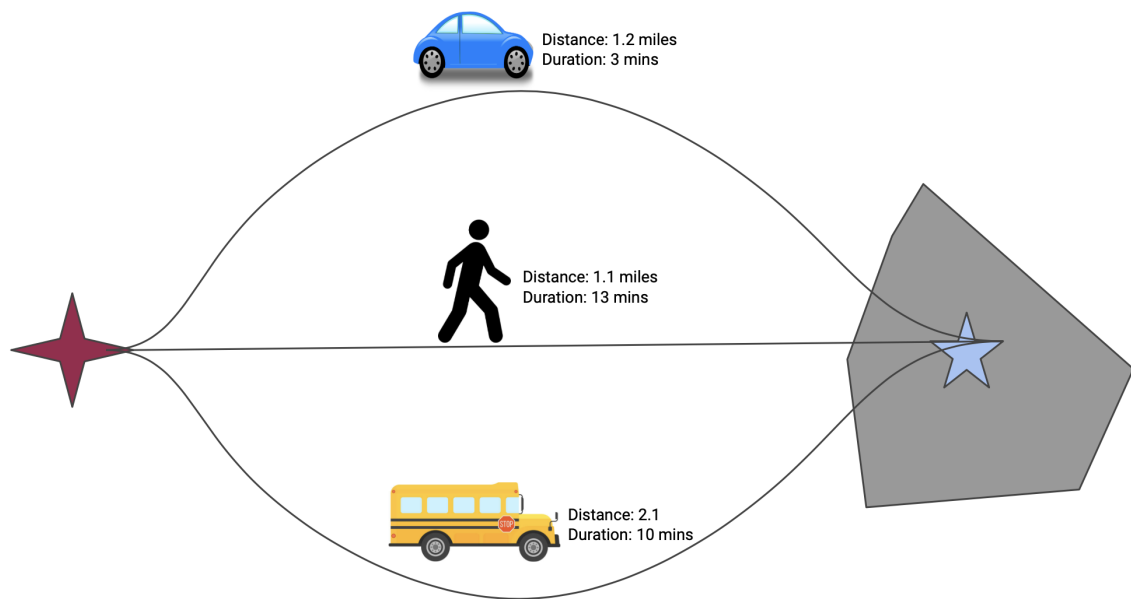 Distance: 1.2 miles
Duration: 3 mins
Distance: 1.1 miles
Duration: 13 mins
Distance: 2.1
Duration: 10 mins
STOP